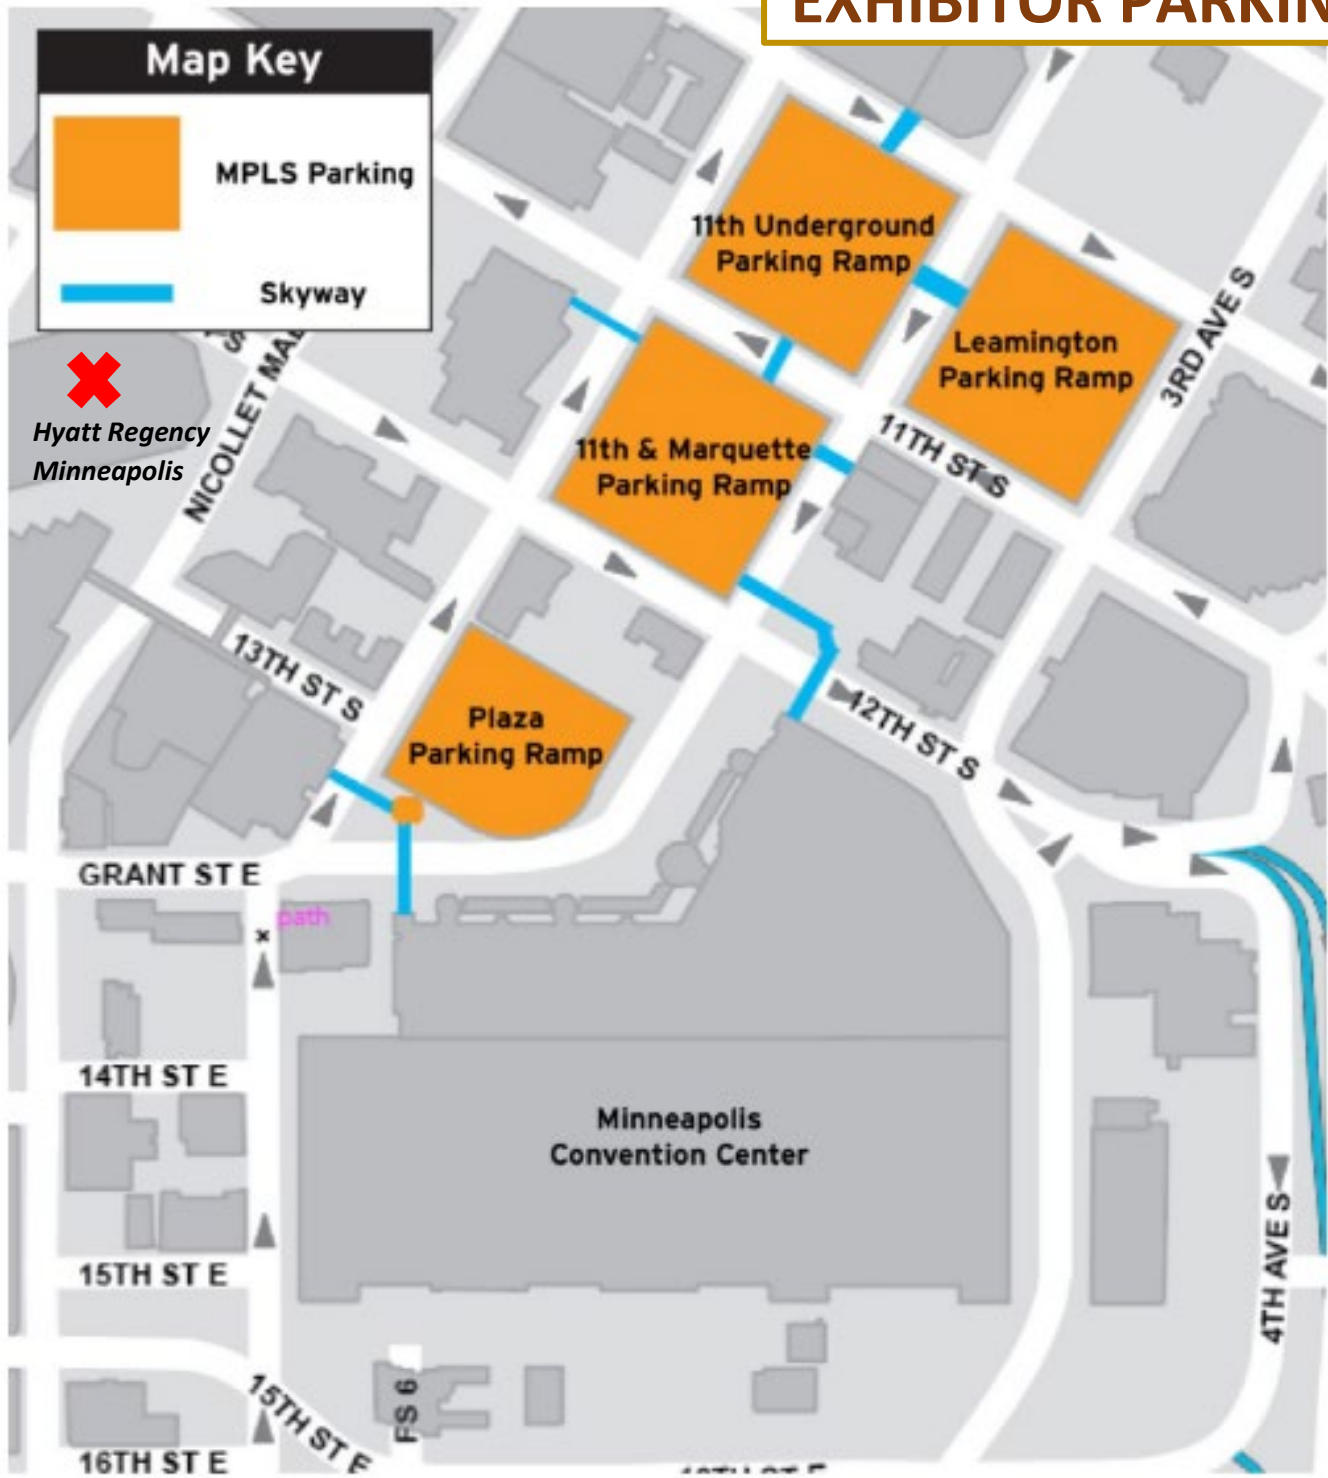 EXHIBITOR PARKIN
Map Key
MPLS Parking
Skyway
11th Underground
Parking Ramp
Leamington
Parking Ramp
3RD AVE S
Hyatt Regency
Minneapolis
NICOLLET MAL
11th & Marquette
Parking Ramp
11TH ST S
13TH ST S
Plaza
Parking Ramp
12TH ST S
GRANT ST E
path
14TH ST E
Minneapolis
Convention Center
15TH ST E
4TH AVE S
15TH ST E
FS 6
16TH ST E